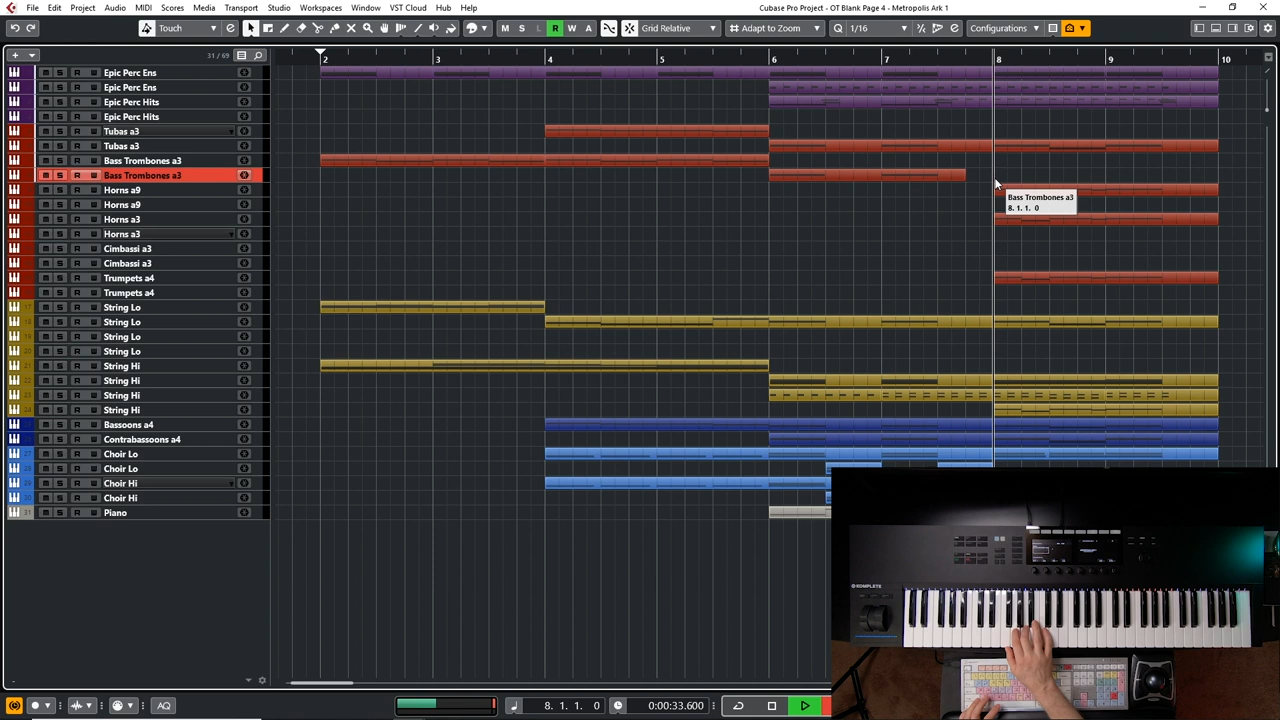 File Edit Project Audio MIDI Scores Media Transport Studio Workspaces Window VST Cloud Hub Help
Cubase Pro Project - OT Blank Page 4 - Metropolis Ark 1
Touch M S L R W A Grid Relative Adapt to Zoom Q 1/16 Configurations
31 / 69
2 3 4 5 6 7 8 9 10
M S R W Epic Perc Ens
M S R W Epic Perc Ens
M S R W Epic Perc Hits
M S R W Epic Perc Hits
M S R W Tubas a3
M S R W Tubas a3
M S R W Bass Trombones a3
M S R W Bass Trombones a3
M S R W Horns a9
M S R W Horns a9
M S R W Horns a3
M S R W Horns a3
M S R W Cimbassi a3
M S R W Cimbassi a3
M S R W Trumpets a4
M S R W Trumpets a4
M S R W String Lo
M S R W String Lo
M S R W String Lo
M S R W String Lo
M S R W String Hi
M S R W String Hi
M S R W String Hi
M S R W String Hi
M S R W Bassoons a4
M S R W Contrabassoons a4
M S R W Choir Lo
M S R W Choir Lo
M S R W Choir Hi
M S R W Choir Hi
M S R W Piano
Bass Trombones a3
8. 1. 1. 0
KOMPLETE
AQ 8. 1. 1. 0 0:00:33.600